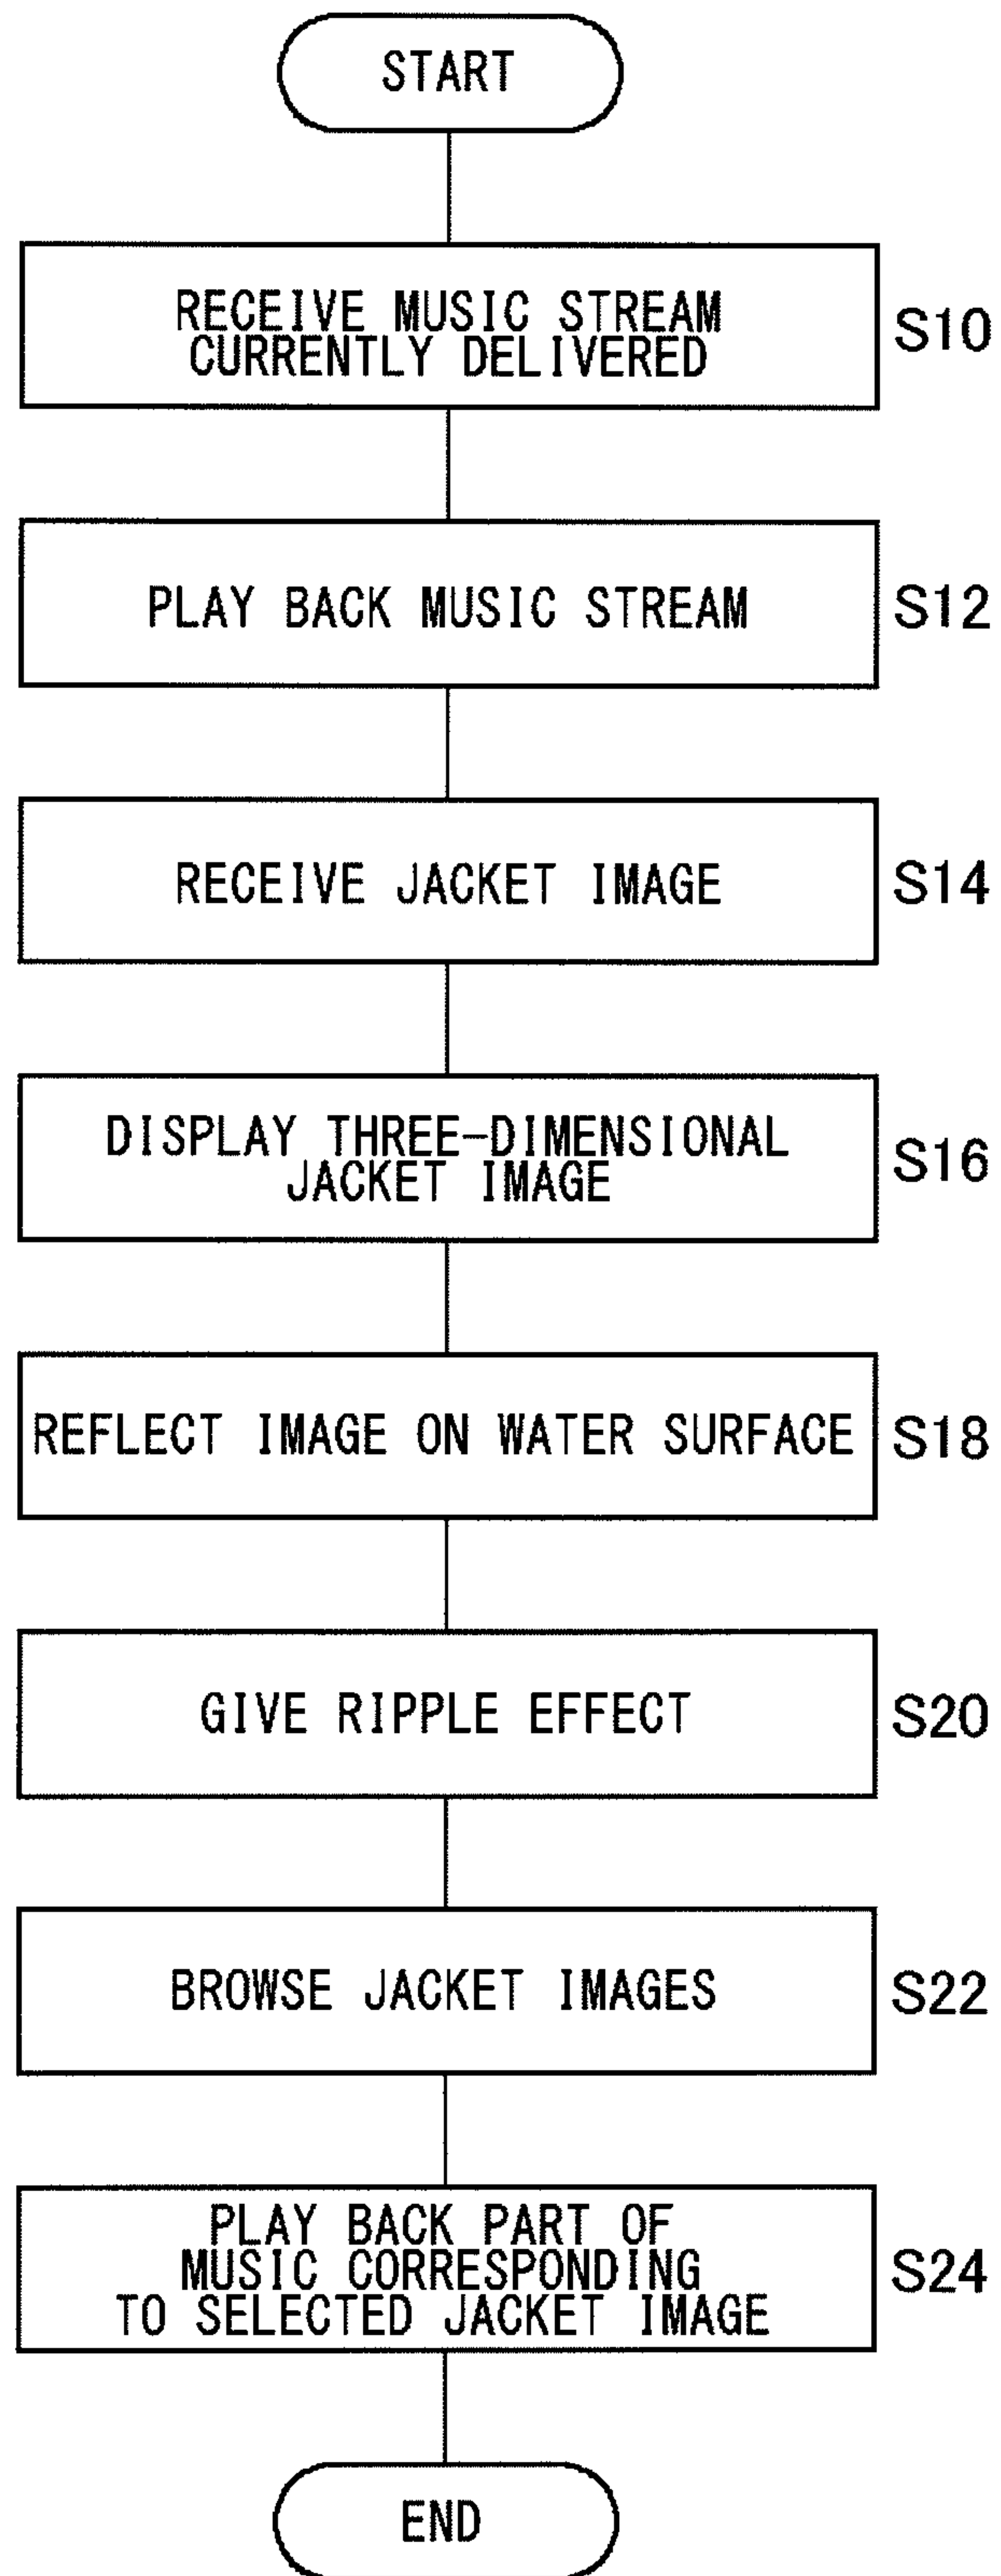 START
RECEIVE MUSIC STREAM
CURRENTLY DELIVERED
S10
PLAY BACK MUSIC STREAM
S12
RECEIVE JACKET IMAGE
S14
DISPLAY THREE-DIMENSIONAL
JACKET IMAGE
S16
REFLECT IMAGE ON WATER SURFACE
S18
GIVE RIPPLE EFFECT
S20
BROWSE JACKET IMAGES
S22
PLAY BACK PART OF
MUSIC CORRESPONDING
TO SELECTED JACKET IMAGE
S24
END